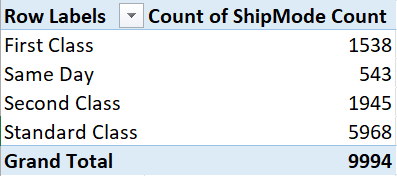 Row Labels Count of ShipMode Count
First Class 1538
Same Day 543
Second Class 1945
Standard Class 5968
Grand Total 9994